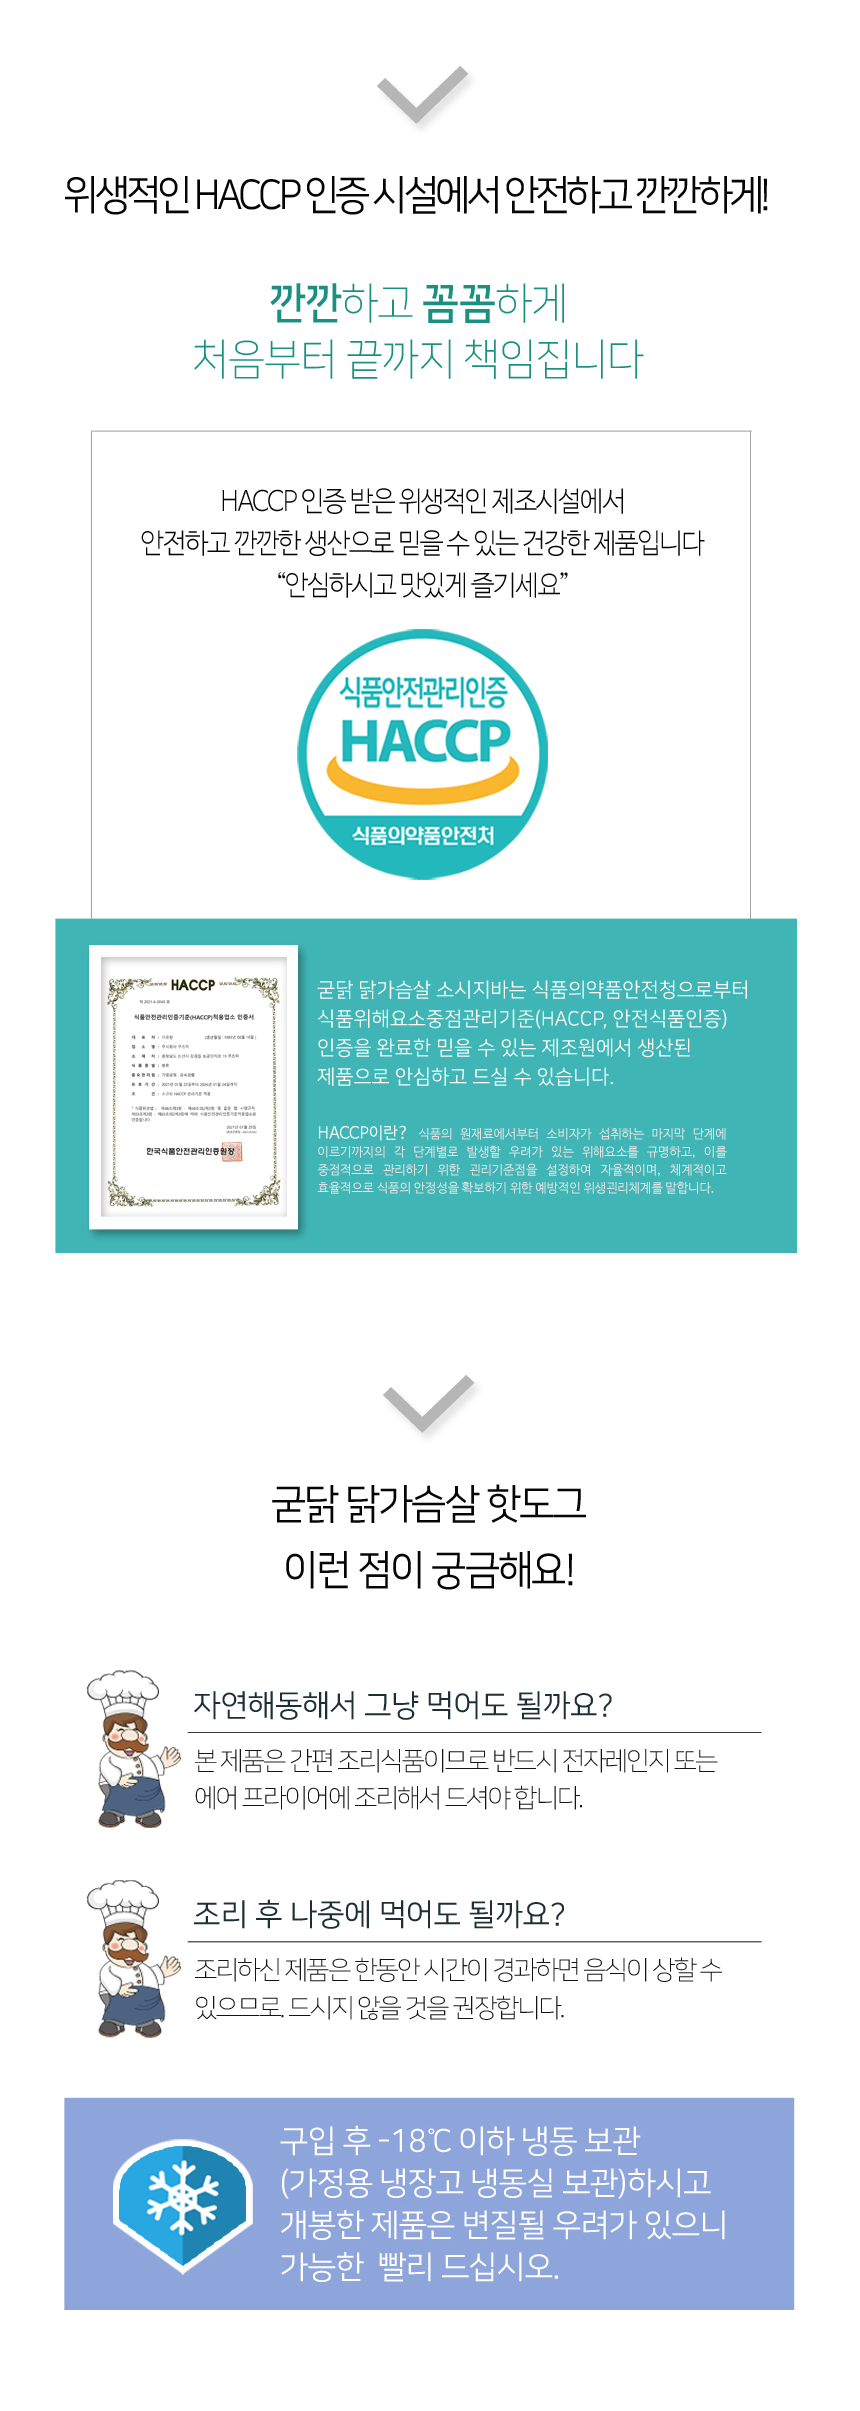 위생적인 HACCP 인증 시설에서 안전하고 깐깐하게!
깐깐하고 꼼꼼하게
처음부터 끝까지 책임집니다
HACCP 인증 받은 위생적인 제조시설에서
안전하고 깐깐한 생산으로 믿을 수 있는 건강한 제품입니다
“안심하시고 맛있게 즐기세요”
식품안전관리인증
HACCP
식품의약품안전처
HACCP
식품안전관리인증기준(HACCP)적용업소 인증서
한국식품안전관리인증원장
굳닭 닭가슴살 소시지바는 식품의약품안전청으로부터
식품위해요소중점관리기준(HACCP, 안전식품인증)
인증을 완료한 믿을 수 있는 제조원에서 생산된
제품으로 안심하고 드실 수 있습니다.
HACCP이란? 식품의 원재료에서부터 소비자가 섭취하는 마지막 단계에
이르기까지의 각 단계별로 발생할 우려가 있는 위해요소를 규명하고, 이를
중점적으로 관리하기 위한 괸리기준점을 설정하여 자율적이며, 체계적이고
효율적으로 식품의 안정성을 확보하기 위한 예방적인 위생괸리체계를 말합니다.
굳닭 닭가슴살 핫도그
이런 점이 궁금해요!
자연해동해서 그냥 먹어도 될까요?
본 제품은 간편 조리식품이므로 반드시 전자레인지 또는
에어 프라이어에 조리해서 드셔야 합니다.
조리 후 나중에 먹어도 될까요?
조리하신 제품은 한동안 시간이 경과하면 음식이 상할 수
있으므로. 드시지 않을 것을 권장합니다.
구입 후 -18℃ 이하 냉동 보관
(가정용 냉장고 냉동실 보관)하시고
개봉한 제품은 변질될 우려가 있으니
가능한 빨리 드십시오.